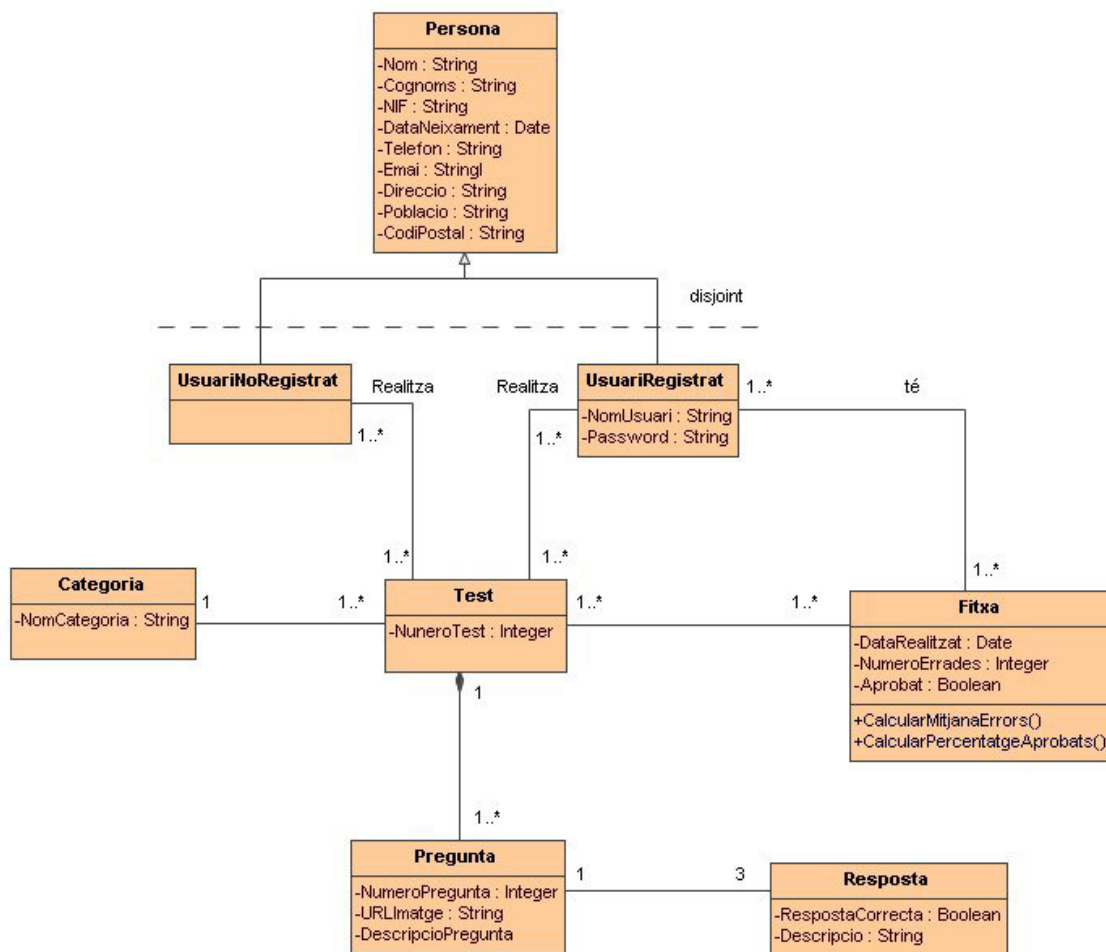 Persona
-Nom : String
-Cognoms : String
-NIF : String
-DataNeixament : Date
-Telefon : String
-Emai : Stringl
-Direccio : String
-Poblacio : String
-CodiPostal : String
disjoint
UsuariNoRegistrat
Realitza
1..*
1..*
Realitza
1..*
1..*
UsuariRegistrat
-NomUsuari : String
-Password : String
1..*
té
1..*
Categoria
-NomCategoria : String
1
1..*
Test
-NuneroTest : Integer
1..*
1..*
Fitxa
-DataRealitzat : Date
-NumeroErrades : Integer
-Aprobat : Boolean
+CalcularMitjanaErrors()
+CalcularPercentatgeAprobats()
1
1..*
Pregunta
-NumeroPregunta : Integer
-URLImatge : String
-DescripcioPregunta
1
3
Resposta
-RespostaCorrecta : Boolean
-Descripcio : String